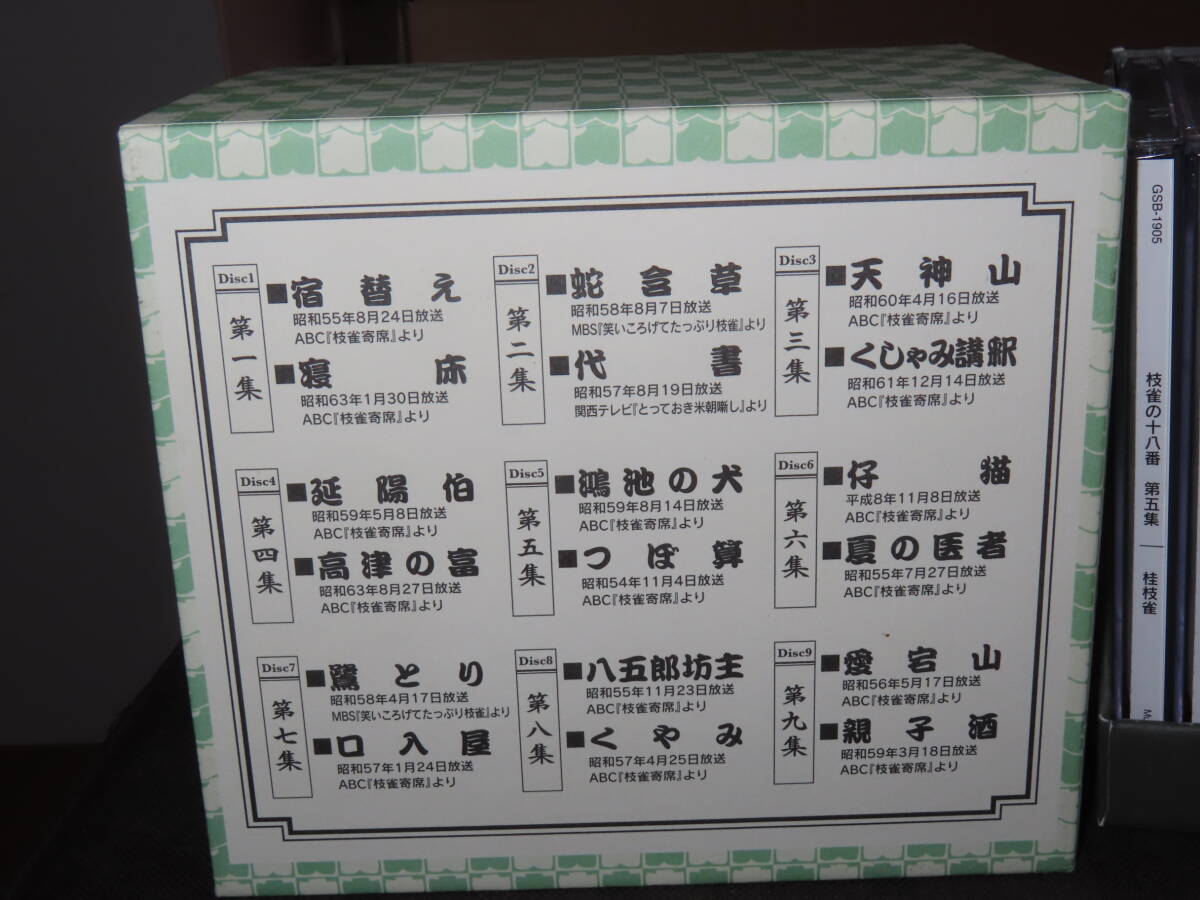 Disc1
第一集
■宿替え
昭和55年8月24日放送
ABC『枝雀寄席』より
■寝床
昭和63年1月30日放送
ABC『枝雀寄席』より
Disc2
第二集
■蛇含草
昭和58年8月7日放送
MBS『笑いころげてたっぷり枝雀』より
■代書
昭和57年8月19日放送
関西テレビ『とっておき米朝噺し』より
Disc3
第三集
■天神山
昭和60年4月16日放送
ABC『枝雀寄席』より
■くしゃみ講釈
昭和61年12月14日放送
ABC『枝雀寄席』より
Disc4
第四集
■延陽伯
昭和59年5月8日放送
ABC『枝雀寄席』より
■高津の富
昭和63年8月27日放送
ABC『枝雀寄席』より
Disc5
第五集
■鴻池の犬
昭和59年8月14日放送
ABC『枝雀寄席』より
■つぼ算
昭和54年11月4日放送
ABC『枝雀寄席』より
Disc6
第六集
■仔猫
平成8年11月8日放送
ABC『枝雀寄席』より
■夏の医者
昭和55年7月27日放送
ABC『枝雀寄席』より
Disc7
第七集
■鷺とり
昭和58年4月17日放送
MBS『笑いころげてたっぷり枝雀』より
■口入屋
昭和57年1月24日放送
ABC『枝雀寄席』より
Disc8
第八集
■八五郎坊主
昭和55年11月23日放送
ABC『枝雀寄席』より
■くやみ
昭和57年4月25日放送
ABC『枝雀寄席』より
Disc9
第九集
■愛宕山
昭和56年5月17日放送
ABC『枝雀寄席』より
■親子酒
昭和59年3月18日放送
ABC『枝雀寄席』より
GSB-1905
枝雀の十八番 第五集 | 桂枝雀